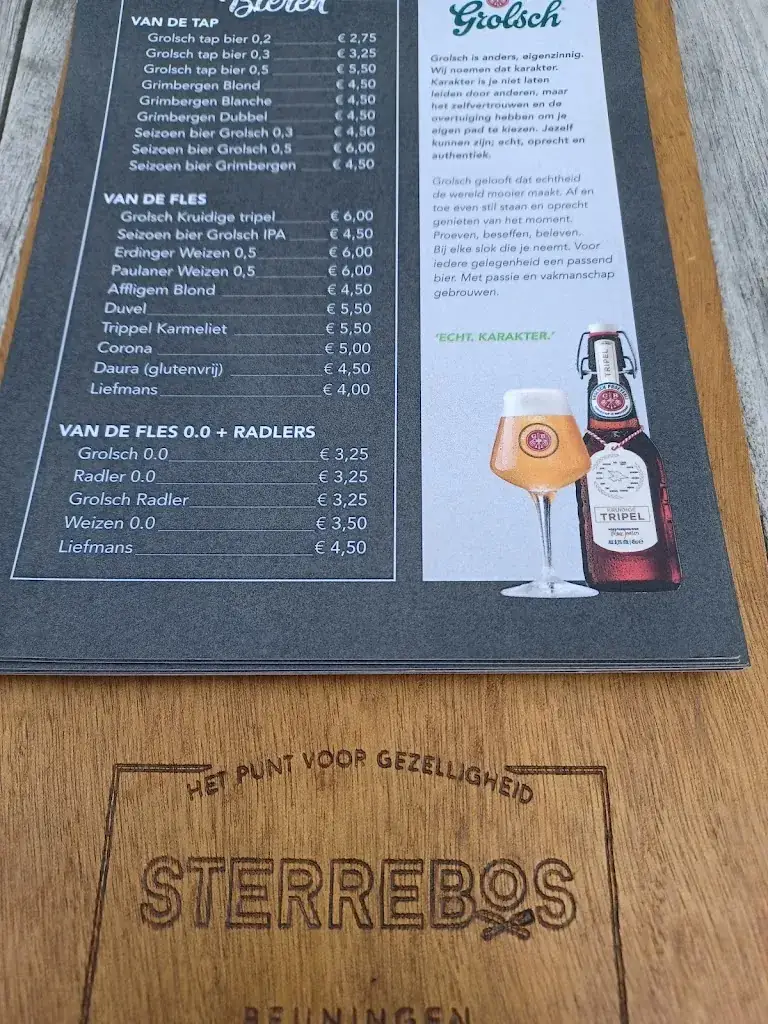 Bieren
VAN DE TAP
Grolsch tap bier 0,2 € 2,75
Grolsch tap bier 0,3 € 3,25
Grolsch tap bier 0,5 € 5,50
Grimbergen Blond € 4,50
Grimbergen Blanche € 4,50
Grimbergen Dubbel € 4,50
Seizoen bier Grolsch 0,3 € 4,50
Seizoen bier Grolsch 0,5 € 6,00
Seizoen bier Grimbergen € 4,50
VAN DE FLES
Grolsch Kruidige tripel € 6,00
Seizoen bier Grolsch IPA € 4,50
Erdinger Weizen 0,5 € 6,00
Paulaner Weizen 0,5 € 6,00
Affligem Blond € 4,50
Duvel € 5,50
Trippel Karmeliet € 5,50
Corona € 5,00
Daura (glutenvrij) € 4,50
Liefmans € 4,00
VAN DE FLES 0.0 + RADLERS
Grolsch 0.0 € 3,25
Radler 0.0 € 3,25
Grolsch Radler € 3,25
Weizen 0.0 € 3,50
Liefmans € 4,50
Grolsch
Grolsch is anders, eigenzinnig.
Wij noemen dat karakter.
Karakter is je niet laten
leiden door anderen, maar
het zelfvertrouwen en de
overtuiging hebben om je
eigen pad te kiezen. Jezelf
kunnen zijn; echt, oprecht en
authentiek.
Grolsch gelooft dat echtheid
de wereld mooier maakt. Af en
toe even stil staan en oprecht
genieten van het moment.
Proeven, beseffen, beleven.
Bij elke slok die je neemt. Voor
iedere gelegenheid een passend
bier. Met passie en vakmanschap
gebrouwen.
'ECHT. KARAKTER.'
TRIPEL
KRUIDIGE
TRIPEL
HET PUNT VOOR GEZELLIGHEID
STERREBOS
BEUNINGEN